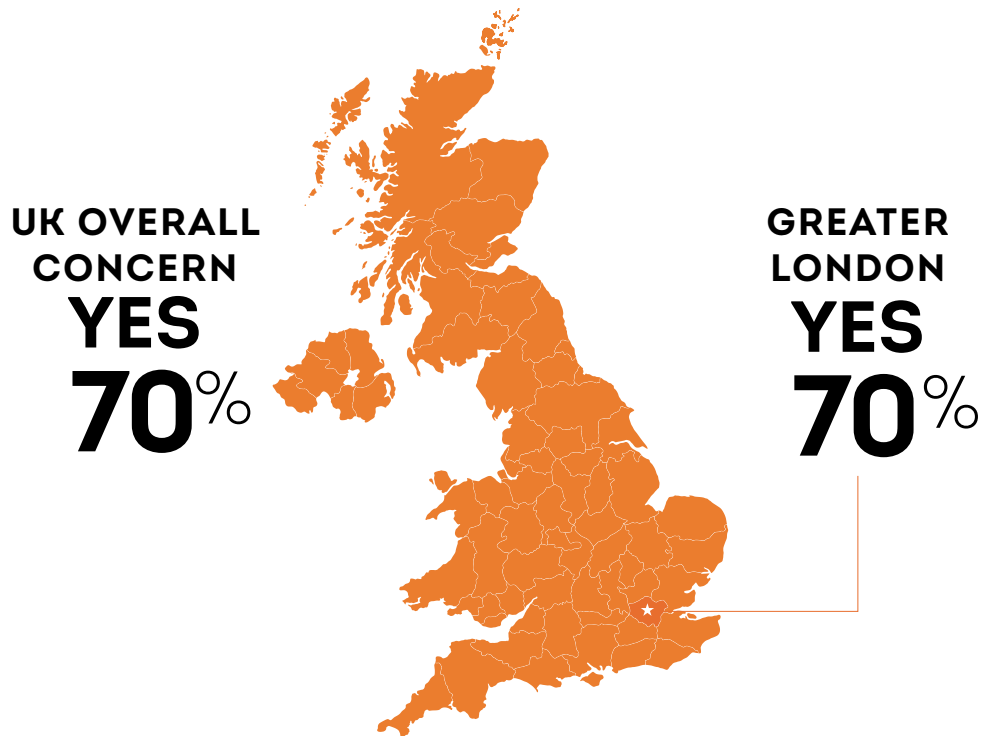 UK OVERALL
CONCERN
YES
70%
GREATER
LONDON
YES
70%